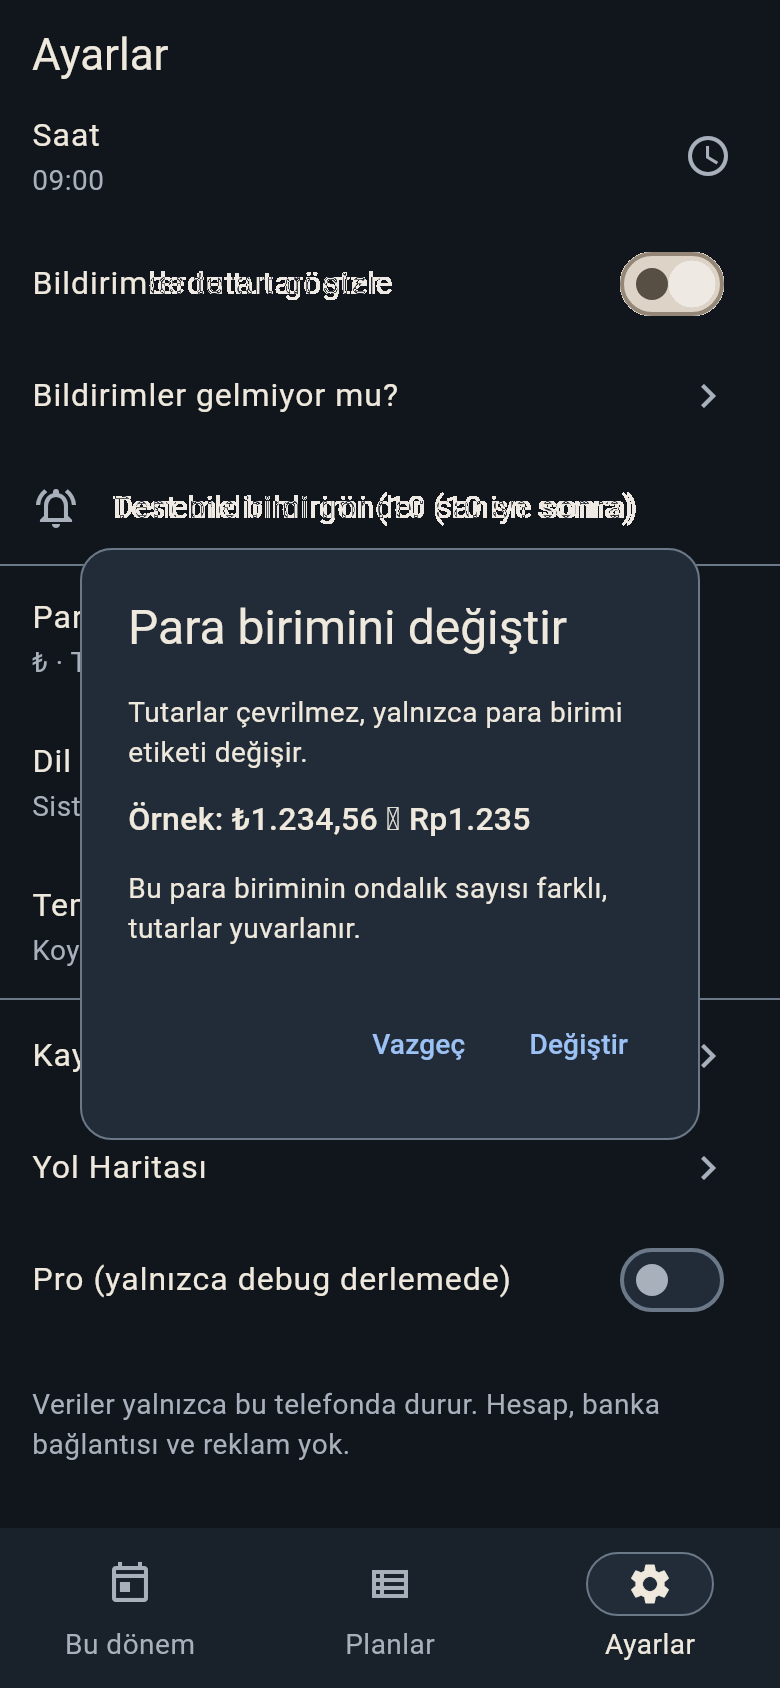 Ayarlar
Saat
09:00
Bildirimler gelmiyor mu?
Par
₺ · T
Para birimini değiştir
Tutarlar çevrilmez, yalnızca para birimi
etiketi değişir.
Dil
Sist
Örnek: ₺1.234,56 Rp1.235
Bu para biriminin ondalık sayısı farklı,
tutarlar yuvarlanır.
Koy
Vazgeç Değiştir
Kay
Yol Haritası
Pro (yalnızca debug derlemede)
Veriler yalnızca bu telefonda durur. Hesap, banka
bağlantısı ve reklam yok.
Bu dönem Planlar Ayarlar